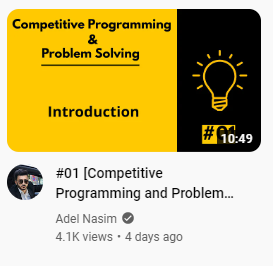 Competitive Programming
&
Problem Solving
Introduction
10:49
#01 [Competitive
Programming and Problem...
Adel Nasim
4.1K views • 4 days ago